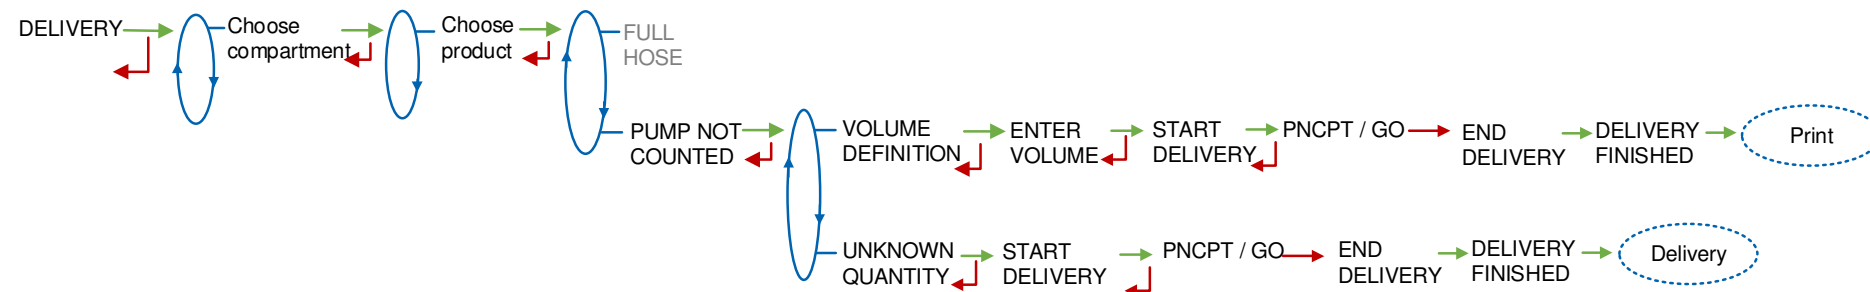 DELIVERY
Choose
compartment
Choose
product
FULL
HOSE
PUMP NOT
COUNTED
VOLUME
DEFINITION
ENTER
VOLUME
START
DELIVERY
PNCPT / GO
END
DELIVERY
DELIVERY
FINISHED
Print
UNKNOWN
QUANTITY
START
DELIVERY
PNCPT / GO
END
DELIVERY
DELIVERY
FINISHED
Delivery